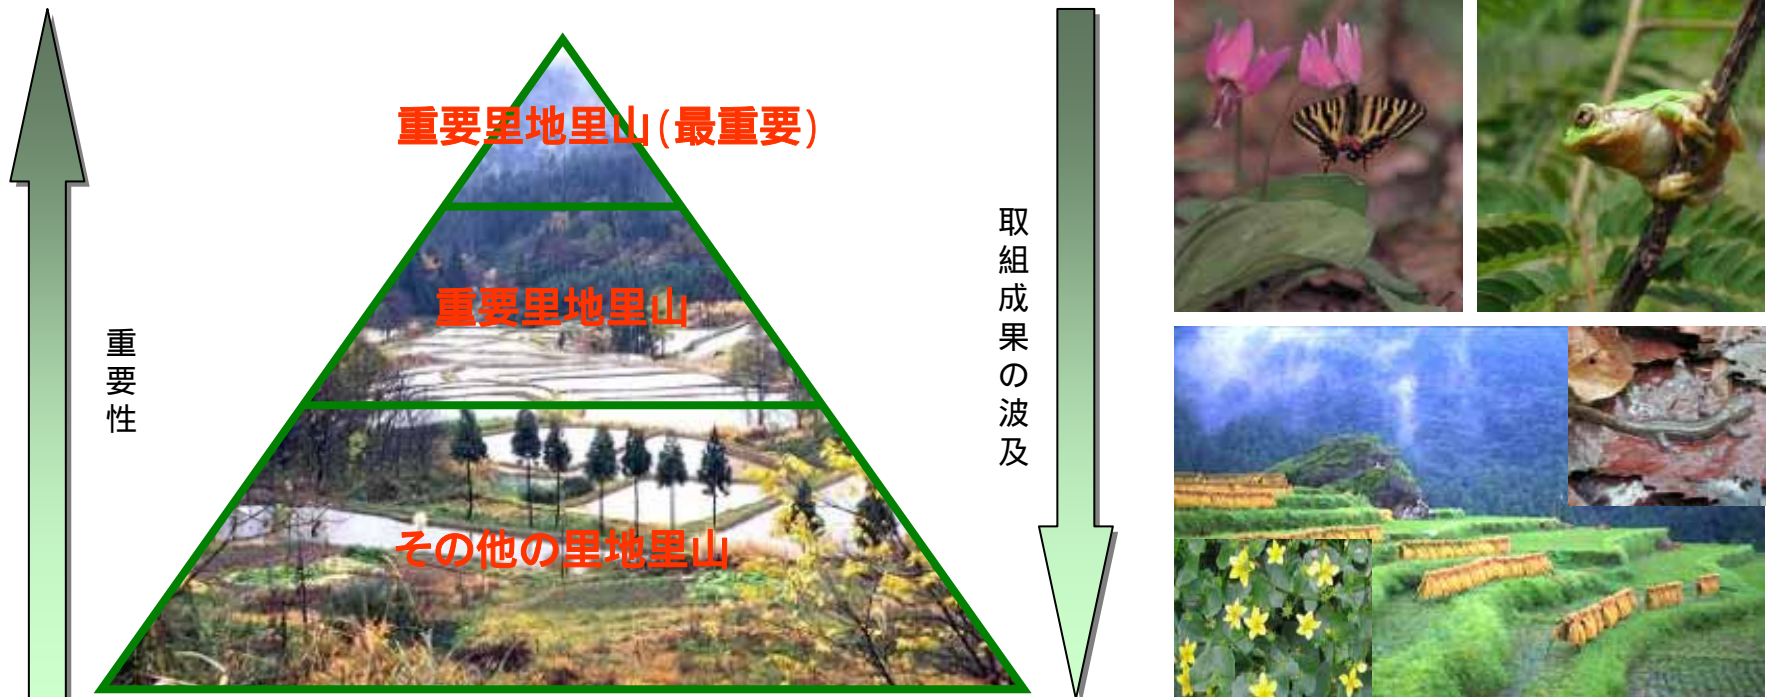 重要里地里山(最重要)
重要里地里山
その他の里地里山
重要性
取組成果の波及